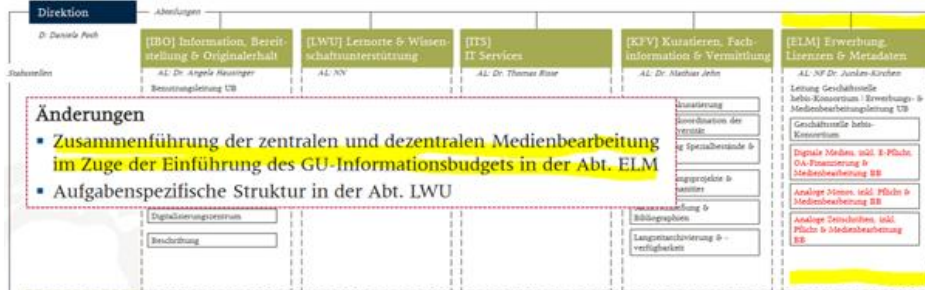 Direktion
Abteilungen
D: Daniela Poth
Stabsstellen
[IBO] Information, Bereit-
stellung & Originalerhalt
AL: Dr. Angela Hausinger
Benutzungsleitung UB
[LWU] Lernorte & Wissen-
schaftsunterstützung
AL: NN
[ITS]
IT Services
AL: Dr. Thomas Risse
[KFV] Kuratieren, Fach-
information & Vermittlung
AL: Dr. Mathias Jehn
[ELM] Erwerbung,
Lizenzen & Metadaten
AL: NF Dr. Junkes-Kirchen
Leitung Geschäftsstelle
hebis-Konsortium | Erwerbungs- &
Medienbearbeitungsleitung UB
Änderungen
Zusammenführung der zentralen und dezentralen Medienbearbeitung
im Zuge der Einführung des GU-Informationsbudgets in der Abt. ELM
Aufgabenspezifische Struktur in der Abt. LWU
Digitalisierungszentrum
Beschriftung
Bibliographien
Langzeitarchivierung & -
verfügbarkeit
Geschäftsstelle hebis-
Konsortium
Digitale Medien, inkl. E-Pflicht,
OA-Finanzierung &
Medienbearbeitung BB
Analoge Monos, inkl. Pflicht &
Medienbearbeitung BB
Analoge Zeitschriften, inkl.
Pflicht & Medienbearbeitung
BB